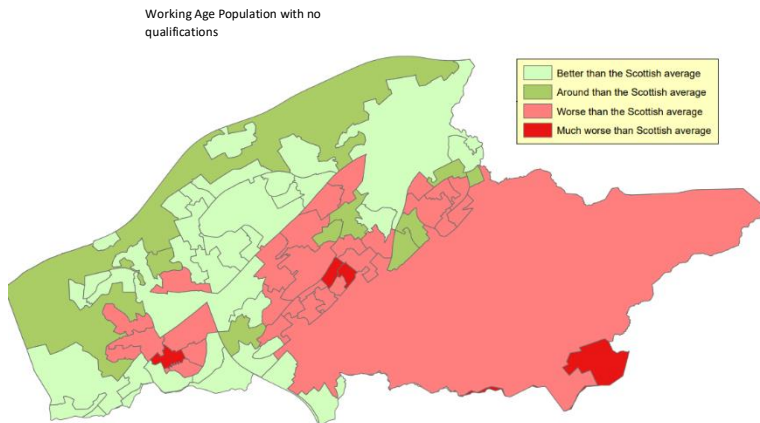 Working Age Population with no
qualifications
Better than the Scottish average
Around than the Scottish average
Worse than the Scottish average
Much worse than Scottish average